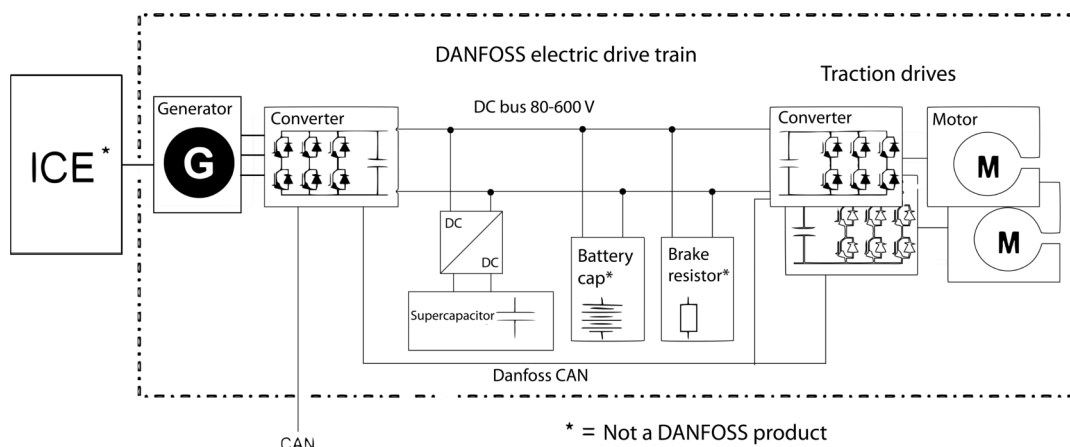 DANFOSS electric drive train
Traction drives
ICE*
Generator
G
Converter
DC bus 80-600 V
Converter
Motor
M
M
DC
DC
Supercapacitor
Battery
cap*
Brake
resistor*
Danfoss CAN
CAN
* = Not a DANFOSS product